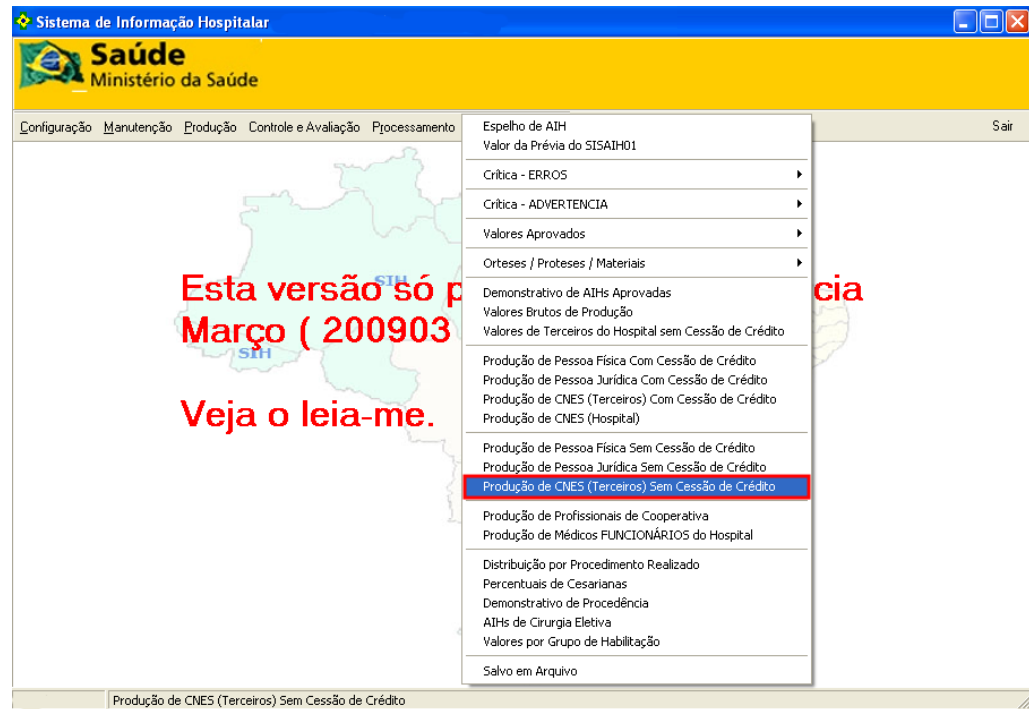 Sistema de Informação Hospitalar
Saúde
Ministério da Saúde
Configuração Manutenção Produção Controle e Avaliação Processamento Sair
Espelho de AIH
Valor da Prévia do SISAIH01
Crítica - ERROS
Crítica - ADVERTENCIA
Valores Aprovados
Orteses / Proteses / Materiais
Demonstrativo de AIHs Aprovadas
Valores Brutos de Produção
Valores de Terceiros do Hospital sem Cessão de Crédito
Produção de Pessoa Física Com Cessão de Crédito
Produção de Pessoa Jurídica Com Cessão de Crédito
Produção de CNES (Terceiros) Com Cessão de Crédito
Produção de CNES (Hospital)
Produção de Pessoa Física Sem Cessão de Crédito
Produção de Pessoa Jurídica Sem Cessão de Crédito
Produção de CNES (Terceiros) Sem Cessão de Crédito
Produção de Profissionais de Cooperativa
Produção de Médicos FUNCIONÁRIOS do Hospital
Distribuição por Procedimento Realizado
Percentuais de Cesarianas
Demonstrativo de Procedência
AIHs de Cirurgia Eletiva
Valores por Grupo de Habilitação
Salvo em Arquivo
SIH
Esta versão só p cia
Março ( 200903
SIH
Veja o leia-me.
Produção de CNES (Terceiros) Sem Cessão de Crédito